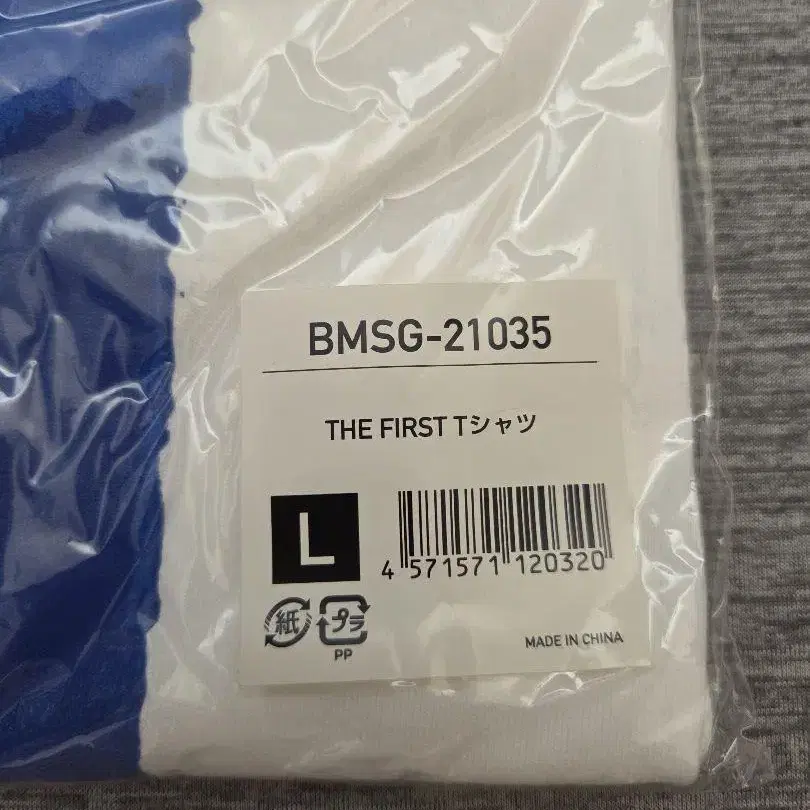 BMSG-21035
THE FIRST Tシャツ
L
4 571571 120320
紙 プラ
PP
MADE IN CHINA